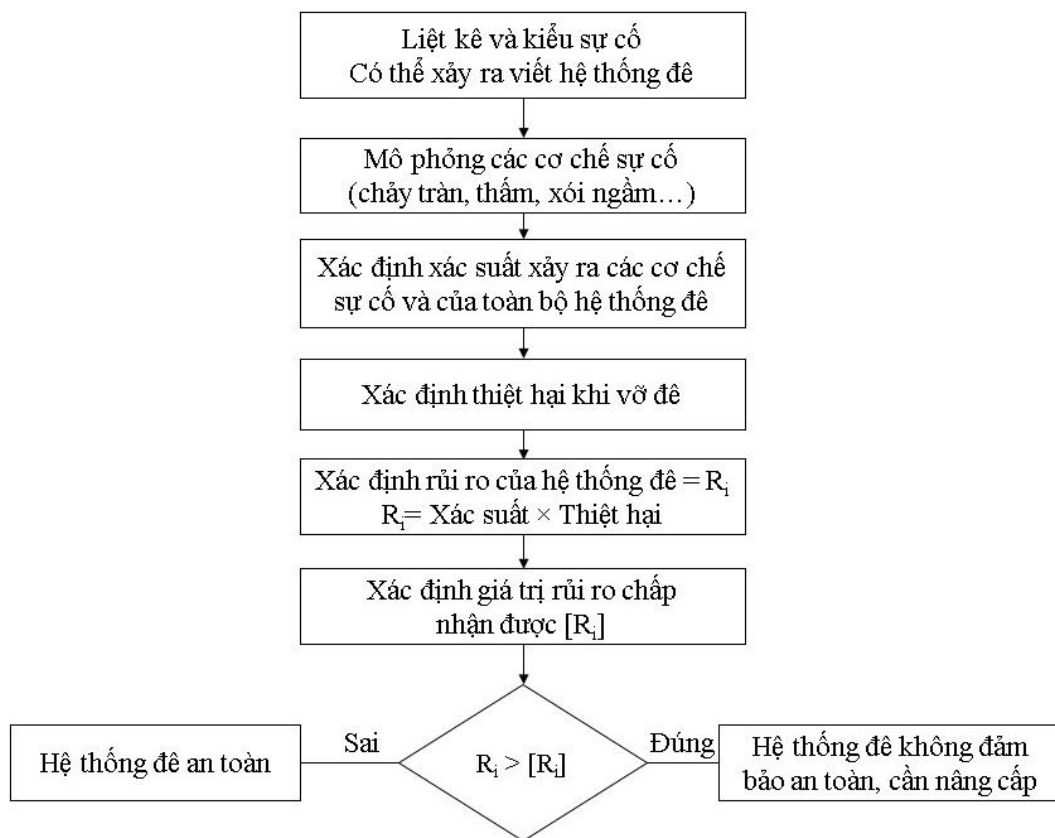 Liệt kê và kiểu sự cố
Có thể xảy ra viết hệ thống đê
Mô phỏng các cơ chế sự cố
(chảy tràn, thấm, xói ngầm…)
Xác định xác suất xảy ra các cơ chế
sự cố và của toàn bộ hệ thống đê
Xác định thiệt hại khi vỡ đê
Xác định rủi ro của hệ thống đê = Rᵢ
Rᵢ= Xác suất × Thiệt hại
Xác định giá trị rủi ro chấp
nhận được [Rᵢ]
Hệ thống đê an toàn
Sai
Rᵢ > [Rᵢ]
Đúng
Hệ thống đê không đảm
bảo an toàn, cần nâng cấp